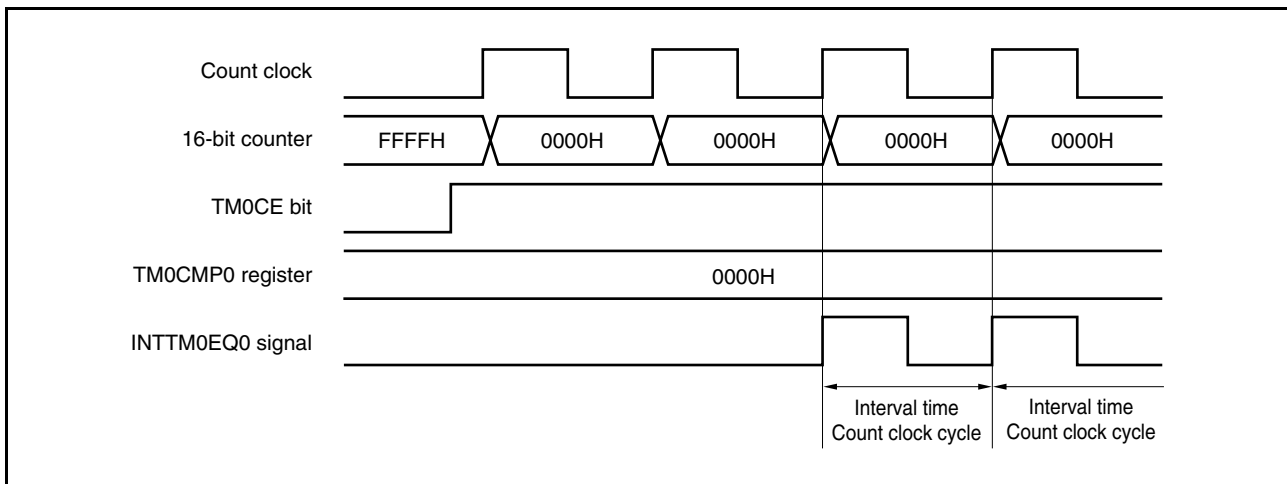 Count clock
16-bit counter
FFFFH
0000H
0000H
0000H
0000H
TM0CE bit
TM0CMP0 register
0000H
INTTM0EQ0 signal
Interval time
Count clock cycle
Interval time
Count clock cycle